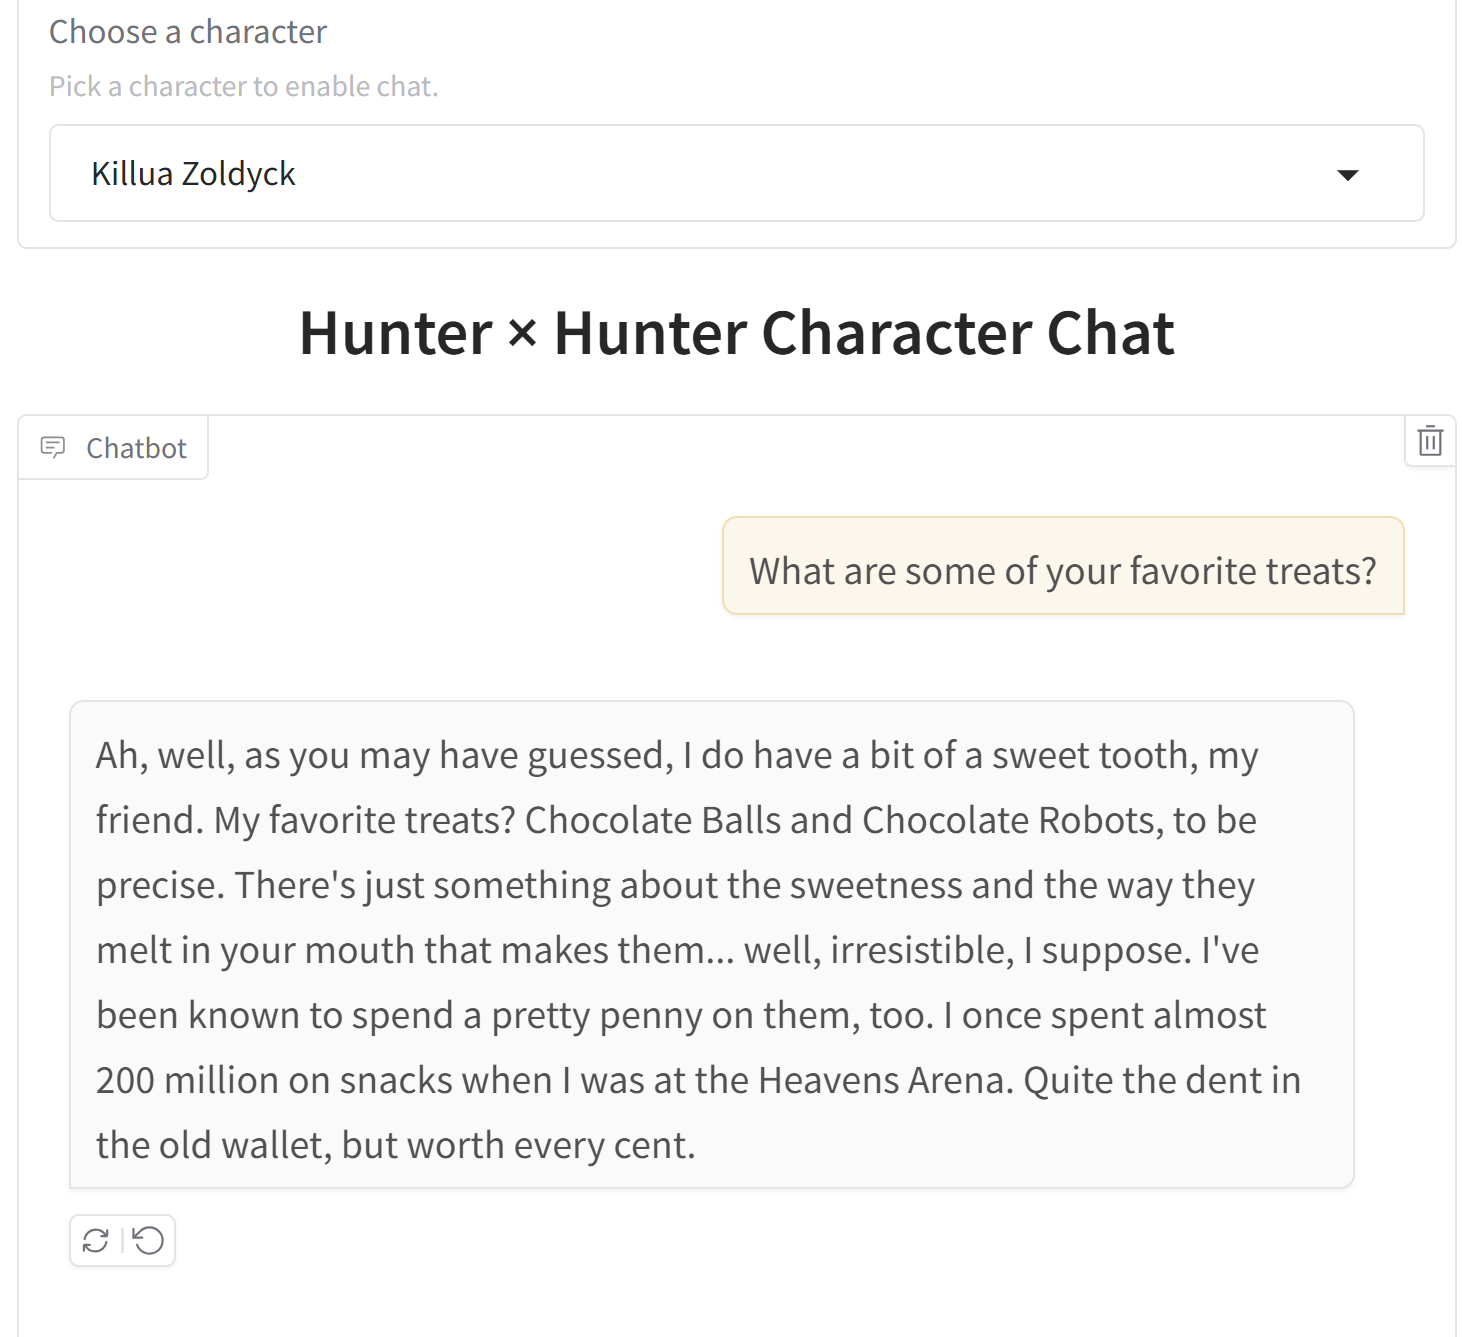 Choose a character
Pick a character to enable chat.
Killua Zoldyck
Hunter × Hunter Character Chat
Chatbot
What are some of your favorite treats?
Ah, well, as you may have guessed, I do have a bit of a sweet tooth, my
friend. My favorite treats? Chocolate Balls and Chocolate Robots, to be
precise. There's just something about the sweetness and the way they
melt in your mouth that makes them... well, irresistible, I suppose. I've
been known to spend a pretty penny on them, too. I once spent almost
200 million on snacks when I was at the Heavens Arena. Quite the dent in
the old wallet, but worth every cent.